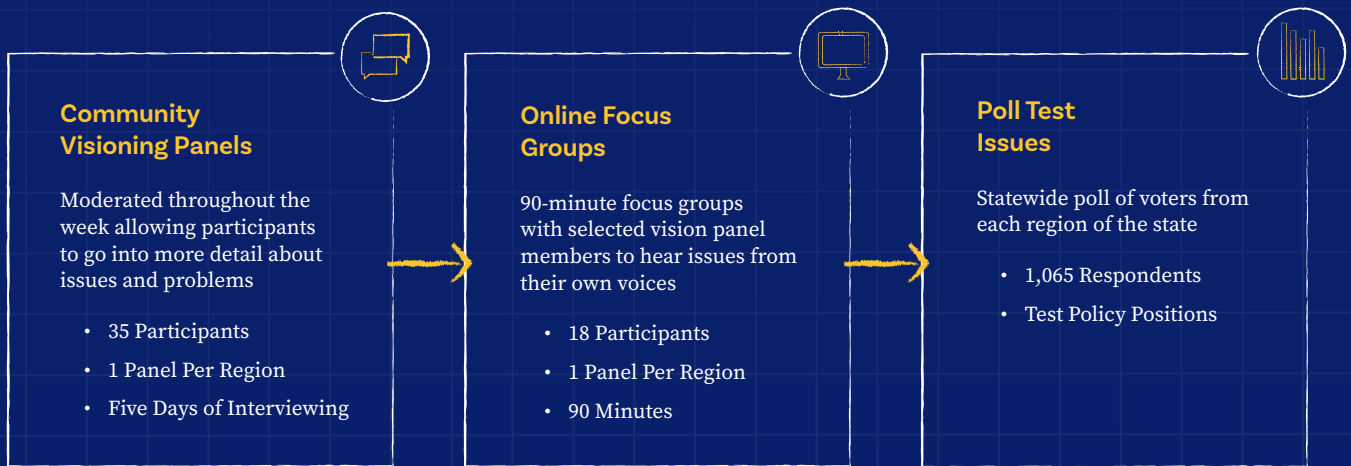 Community
Visioning Panels
Moderated throughout the
week allowing participants
to go into more detail about
issues and problems
• 35 Participants
• 1 Panel Per Region
• Five Days of Interviewing
Online Focus
Groups
90-minute focus groups
with selected vision panel
members to hear issues from
their own voices
• 18 Participants
• 1 Panel Per Region
• 90 Minutes
Poll Test
Issues
Statewide poll of voters from
each region of the state
• 1,065 Respondents
• Test Policy Positions